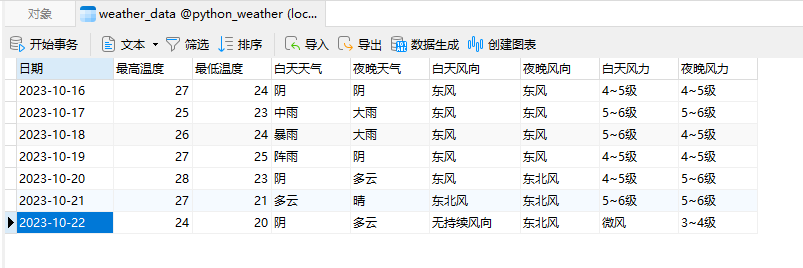 对象 weather_data @python_weather (loc...
开始事务 文本 筛选 排序 导入 导出 数据生成 创建图表
日期 最高温度 最低温度 白天天气 夜晚天气 白天风向 夜晚风向 白天风力 夜晚风力
2023-10-16 27 24 阴 阴 东风 东风 4~5级 4~5级
2023-10-17 25 23 中雨 大雨 东风 东风 5~6级 5~6级
2023-10-18 26 24 暴雨 大雨 东风 东风 5~6级 4~5级
2023-10-19 27 25 阵雨 阴 东风 东风 4~5级 4~5级
2023-10-20 28 23 阴 多云 东风 东北风 4~5级 5~6级
2023-10-21 27 21 多云 晴 东北风 东北风 5~6级 5~6级
2023-10-22 24 20 阴 多云 无持续风向 东北风 微风 3~4级